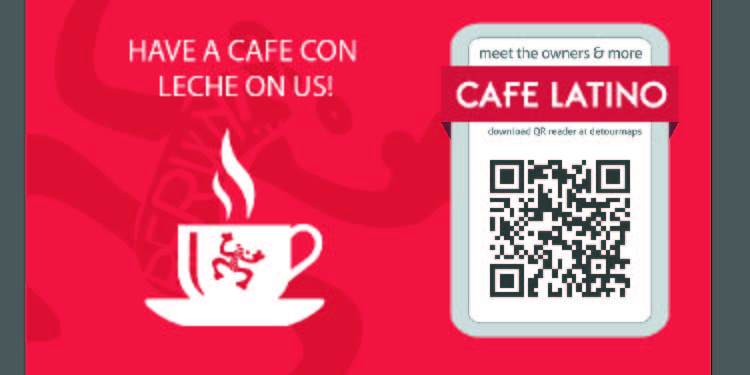 HAVE A CAFE CON
LECHE ON US!
meet the owners & more
CAFE LATINO
download QR reader at detourmaps